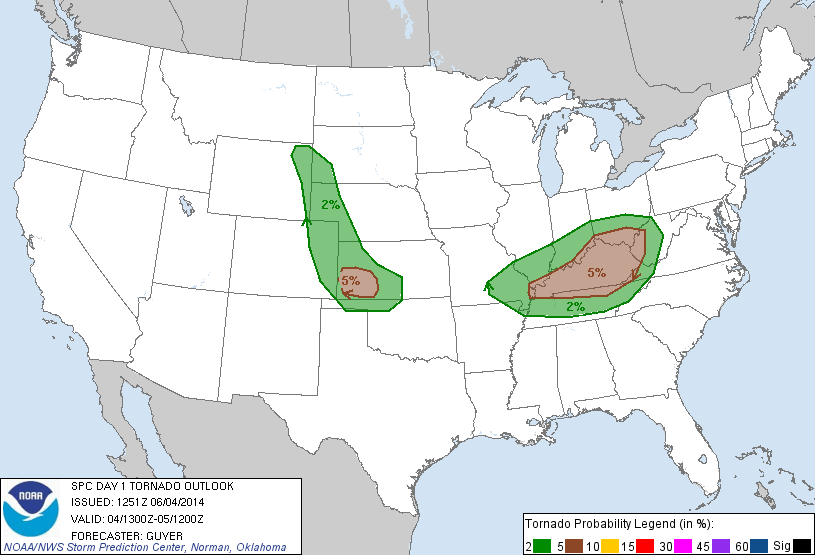 2%
5%
5%
2%
NOAA
SPC DAY 1 TORNADO OUTLOOK
ISSUED: 1251Z 06/04/2014
VALID: 04/1300Z-05/1200Z
FORECASTER: GUYER
NOAA/NWS Storm Prediction Center, Norman, Oklahoma
Tornado Probability Legend (in %):
2 5 10 15 30 45 60 Sig